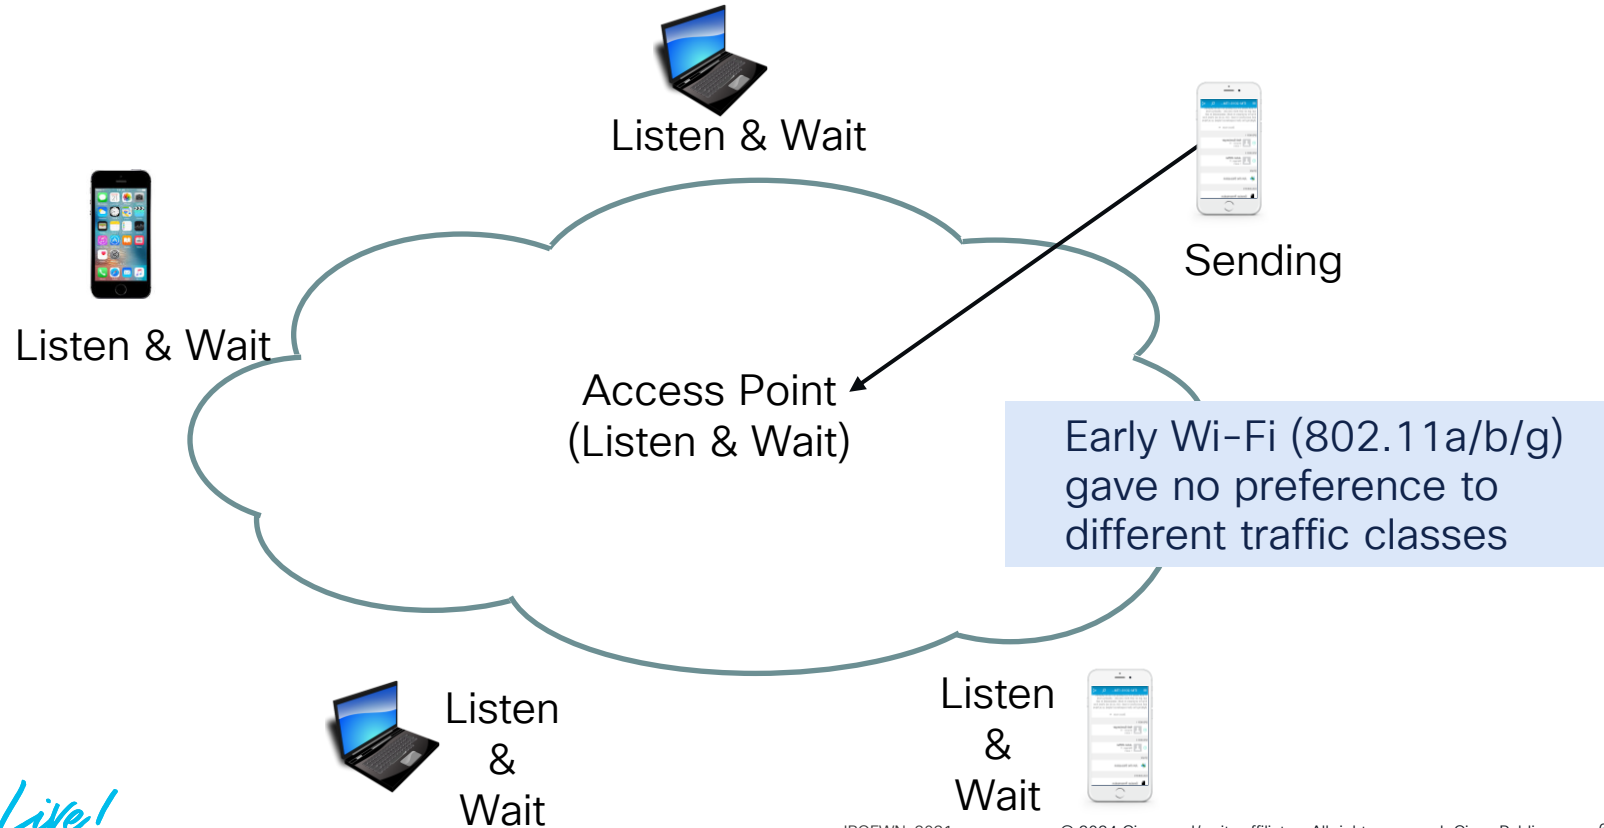 Listen & Wait
Sending
Listen & Wait
Access Point
(Listen & Wait)
Early Wi-Fi (802.11a/b/g)
gave no preference to
different traffic classes
Listen
&
Wait
Listen
&
Wait
Live!